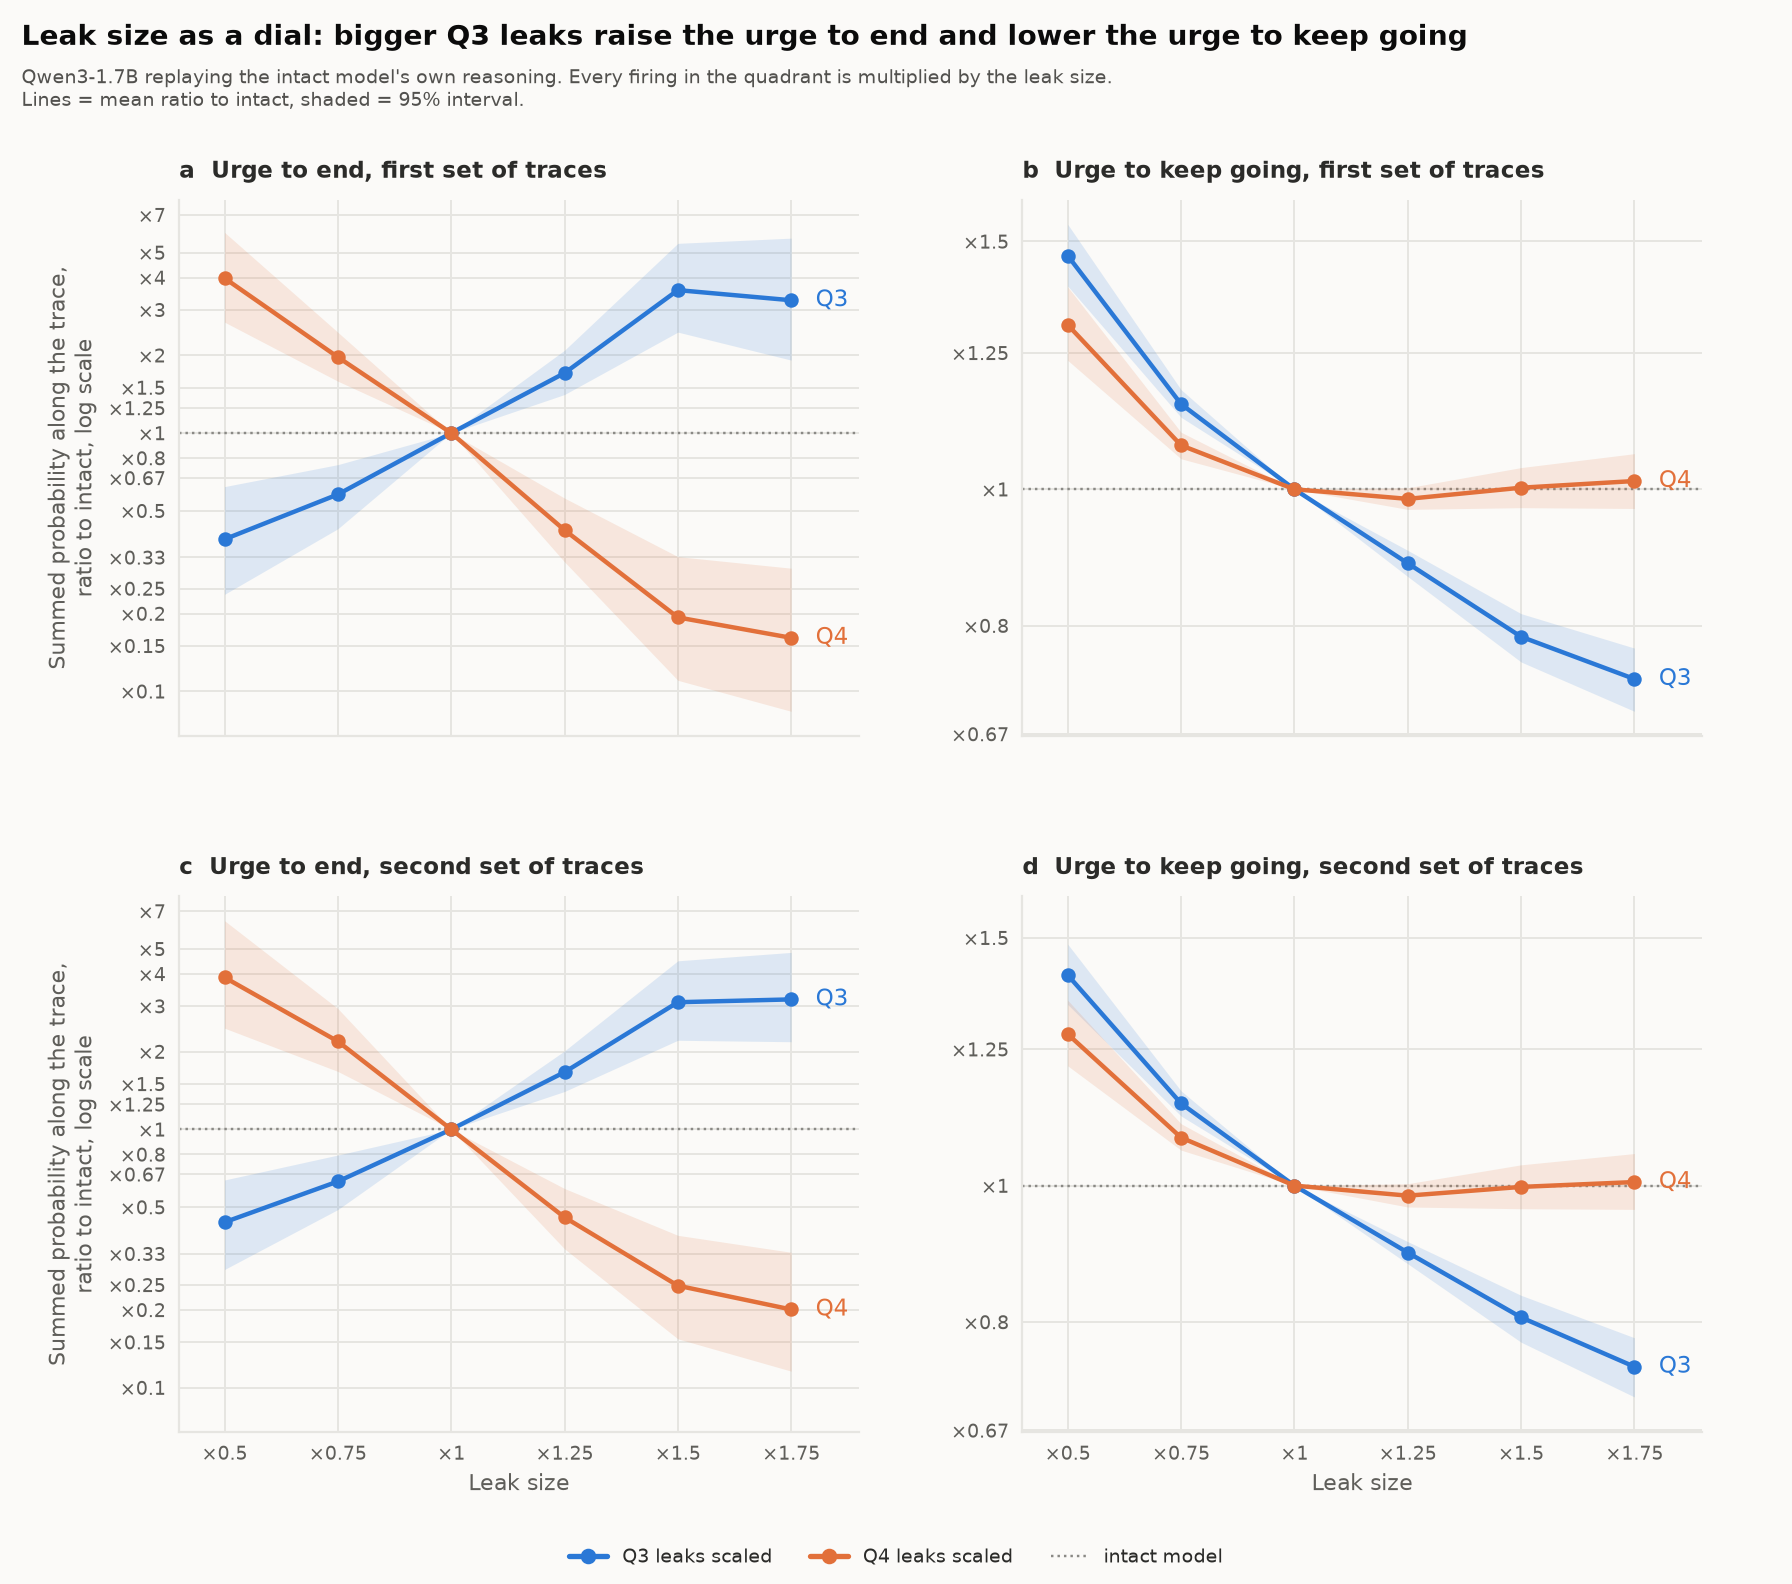 Leak size as a dial: bigger Q3 leaks raise the urge to end and lower the urge to keep going
Qwen3-1.7B replaying the intact model's own reasoning. Every firing in the quadrant is multiplied by the leak size.
Lines = mean ratio to intact, shaded = 95% interval.
a Urge to end, first set of traces
Summed probability along the trace,
ratio to intact, log scale
×7
×5
×4
×3
×2
×1.5
×1.25
×1
×0.8
×0.67
×0.5
×0.33
×0.25
×0.2
×0.15
×0.1
Q3
Q4
b Urge to keep going, first set of traces
×1.5
×1.25
×1
×0.8
×0.67
Q4
Q3
c Urge to end, second set of traces
Summed probability along the trace,
ratio to intact, log scale
×7
×5
×4
×3
×2
×1.5
×1.25
×1
×0.8
×0.67
×0.5
×0.33
×0.25
×0.2
×0.15
×0.1
Q3
Q4
×0.5 ×0.75 ×1 ×1.25 ×1.5 ×1.75
Leak size
d Urge to keep going, second set of traces
×1.5
×1.25
×1
×0.8
×0.67
Q4
Q3
×0.5 ×0.75 ×1 ×1.25 ×1.5 ×1.75
Leak size
Q3 leaks scaled Q4 leaks scaled intact model